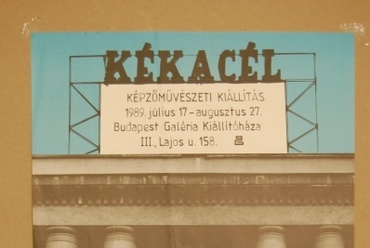 KÉKACÉL
KÉPZŐMŰVÉSZETI KIÁLLÍTÁS
1989. július 17-augusztus 27.
Budapest Galéria Kiállítóháza
III., Lajos u. 158.